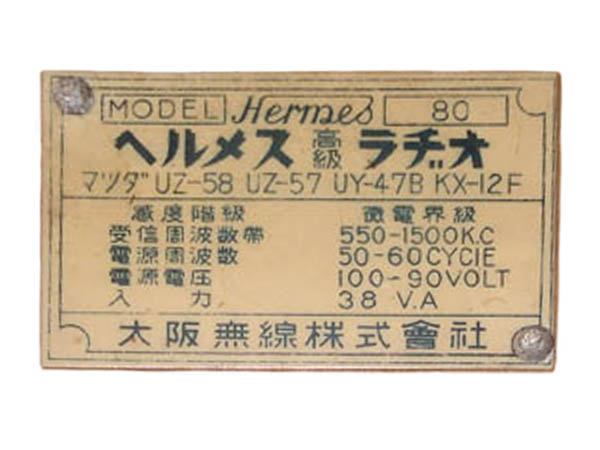 MODEL Hermes 80
ヘルメス 高級 ラヂオ
マツダ UZ-58 UZ-57 UY-47B KX-12F
感度階級 微電界級
受信周波数帯 550-1500K.C
電源周波数 50-60CYCIE
電源電圧 100-90VOLT
入力 38 V.A
大阪無線株式會社